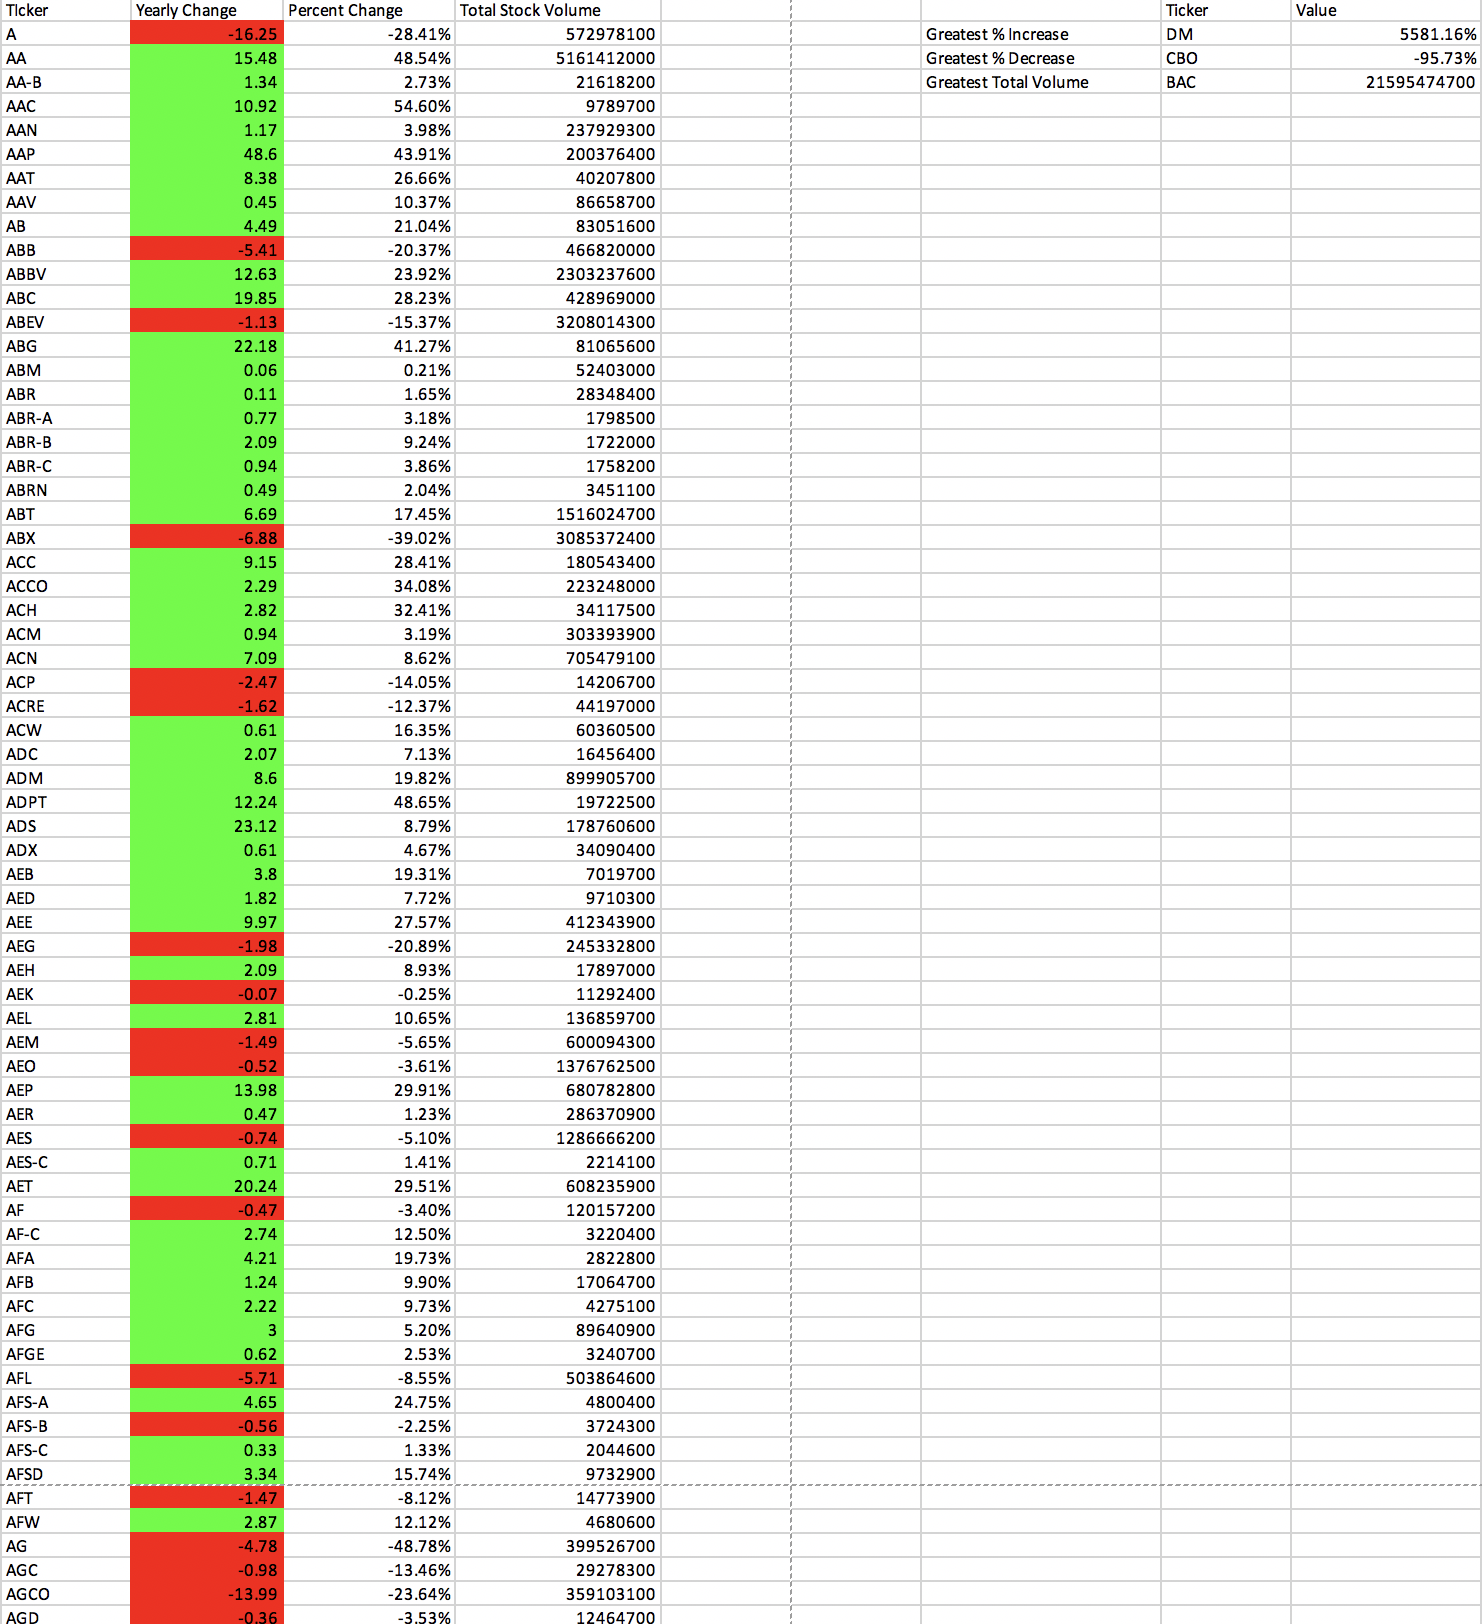 TIcker Yearly Change Percent Change Total Stock Volume Ticker Value
A -16.25 -28.41% 572978100 Greatest % Increase DM 5581.16%
AA 15.48 48.54% 5161412000 Greatest % Decrease CBO -95.73%
AA-B 1.34 2.73% 21618200 Greatest Total Volume BAC 21595474700
AAC 10.92 54.60% 9789700
AAN 1.17 3.98% 237929300
AAP 48.6 43.91% 200376400
AAT 8.38 26.66% 40207800
AAV 0.45 10.37% 86658700
AB 4.49 21.04% 83051600
ABB -5.41 -20.37% 466820000
ABBV 12.63 23.92% 2303237600
ABC 19.85 28.23% 428969000
ABEV -1.13 -15.37% 3208014300
ABG 22.18 41.27% 81065600
ABM 0.06 0.21% 52403000
ABR 0.11 1.65% 28348400
ABR-A 0.77 3.18% 1798500
ABR-B 2.09 9.24% 1722000
ABR-C 0.94 3.86% 1758200
ABRN 0.49 2.04% 3451100
ABT 6.69 17.45% 1516024700
ABX -6.88 -39.02% 3085372400
ACC 9.15 28.41% 180543400
ACCO 2.29 34.08% 223248000
ACH 2.82 32.41% 34117500
ACM 0.94 3.19% 303393900
ACN 7.09 8.62% 705479100
ACP -2.47 -14.05% 14206700
ACRE -1.62 -12.37% 44197000
ACW 0.61 16.35% 60360500
ADC 2.07 7.13% 16456400
ADM 8.6 19.82% 899905700
ADPT 12.24 48.65% 19722500
ADS 23.12 8.79% 178760600
ADX 0.61 4.67% 34090400
AEB 3.8 19.31% 7019700
AED 1.82 7.72% 9710300
AEE 9.97 27.57% 412343900
AEG -1.98 -20.89% 245332800
AEH 2.09 8.93% 17897000
AEK -0.07 -0.25% 11292400
AEL 2.81 10.65% 136859700
AEM -1.49 -5.65% 600094300
AEO -0.52 -3.61% 1376762500
AEP 13.98 29.91% 680782800
AER 0.47 1.23% 286370900
AES -0.74 -5.10% 1286666200
AES-C 0.71 1.41% 2214100
AET 20.24 29.51% 608235900
AF -0.47 -3.40% 120157200
AF-C 2.74 12.50% 3220400
AFA 4.21 19.73% 2822800
AFB 1.24 9.90% 17064700
AFC 2.22 9.73% 4275100
AFG 3 5.20% 89640900
AFGE 0.62 2.53% 3240700
AFL -5.71 -8.55% 503864600
AFS-A 4.65 24.75% 4800400
AFS-B -0.56 -2.25% 3724300
AFS-C 0.33 1.33% 2044600
AFSD 3.34 15.74% 9732900
AFT -1.47 -8.12% 14773900
AFW 2.87 12.12% 4680600
AG -4.78 -48.78% 399526700
AGC -0.98 -13.46% 29278300
AGCO -13.99 -23.64% 359103100
AGD -0.36 -3.53% 12464700